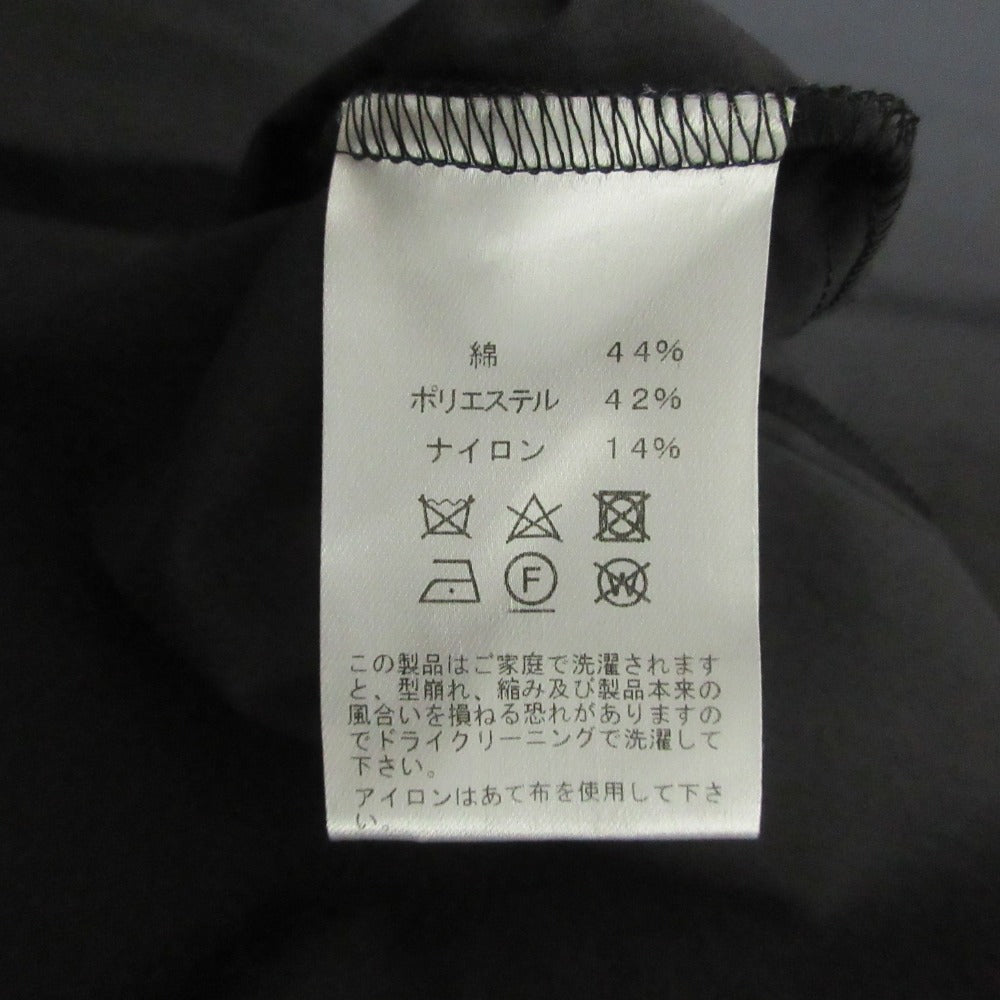 綿 44%
ポリエステル 42%
ナイロン 14%
F
W
この製品はご家庭で洗濯されます
と、型崩れ、縮み及び製品本来の
風合いを損ねる恐れがありますの
でドライクリーニングで洗濯して
下さい。
アイロンはあて布を使用して下さ
い。